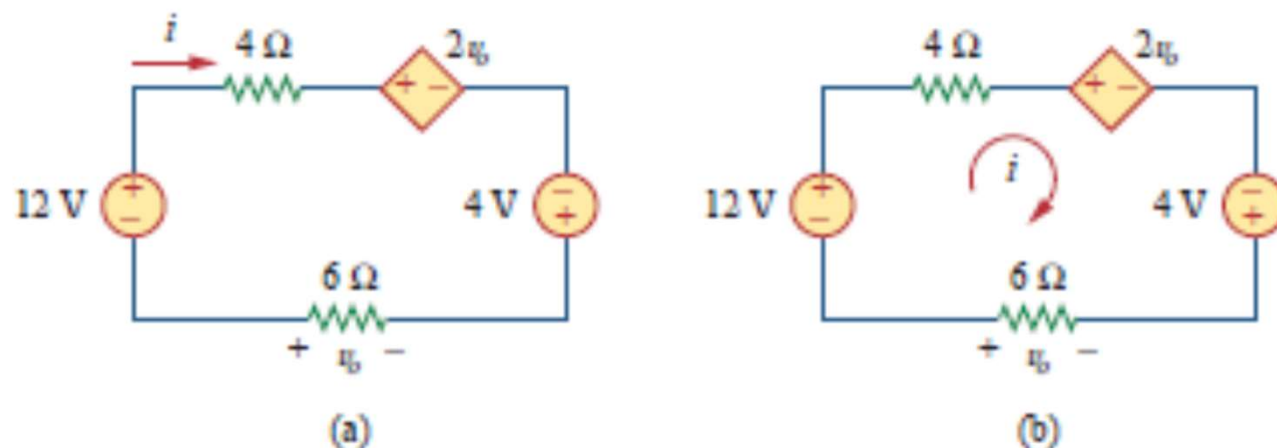 i 4 Ω 2v₀
+ −
12 V + − 4 V − +
6 Ω
+ v₀ −
(a)
4 Ω 2v₀
+ −
i
12 V + − 4 V − +
6 Ω
+ v₀ −
(b)